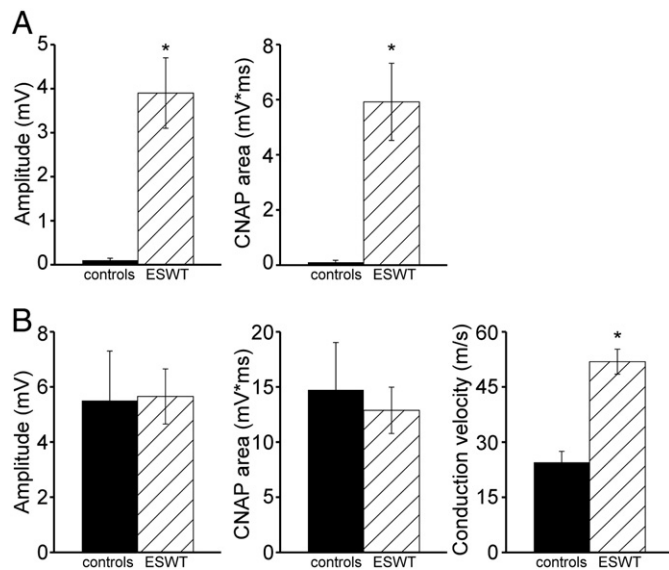 A
Amplitude (mV)
5
4
3
2
1
0
*
controls ESWT
CNAP area (mV*ms)
8
6
4
2
0
*
controls ESWT
B
Amplitude (mV)
8
6
4
2
0
controls ESWT
CNAP area (mV*ms)
20
15
10
5
0
controls ESWT
Conduction velocity (m/s)
60
45
30
15
0
*
controls ESWT